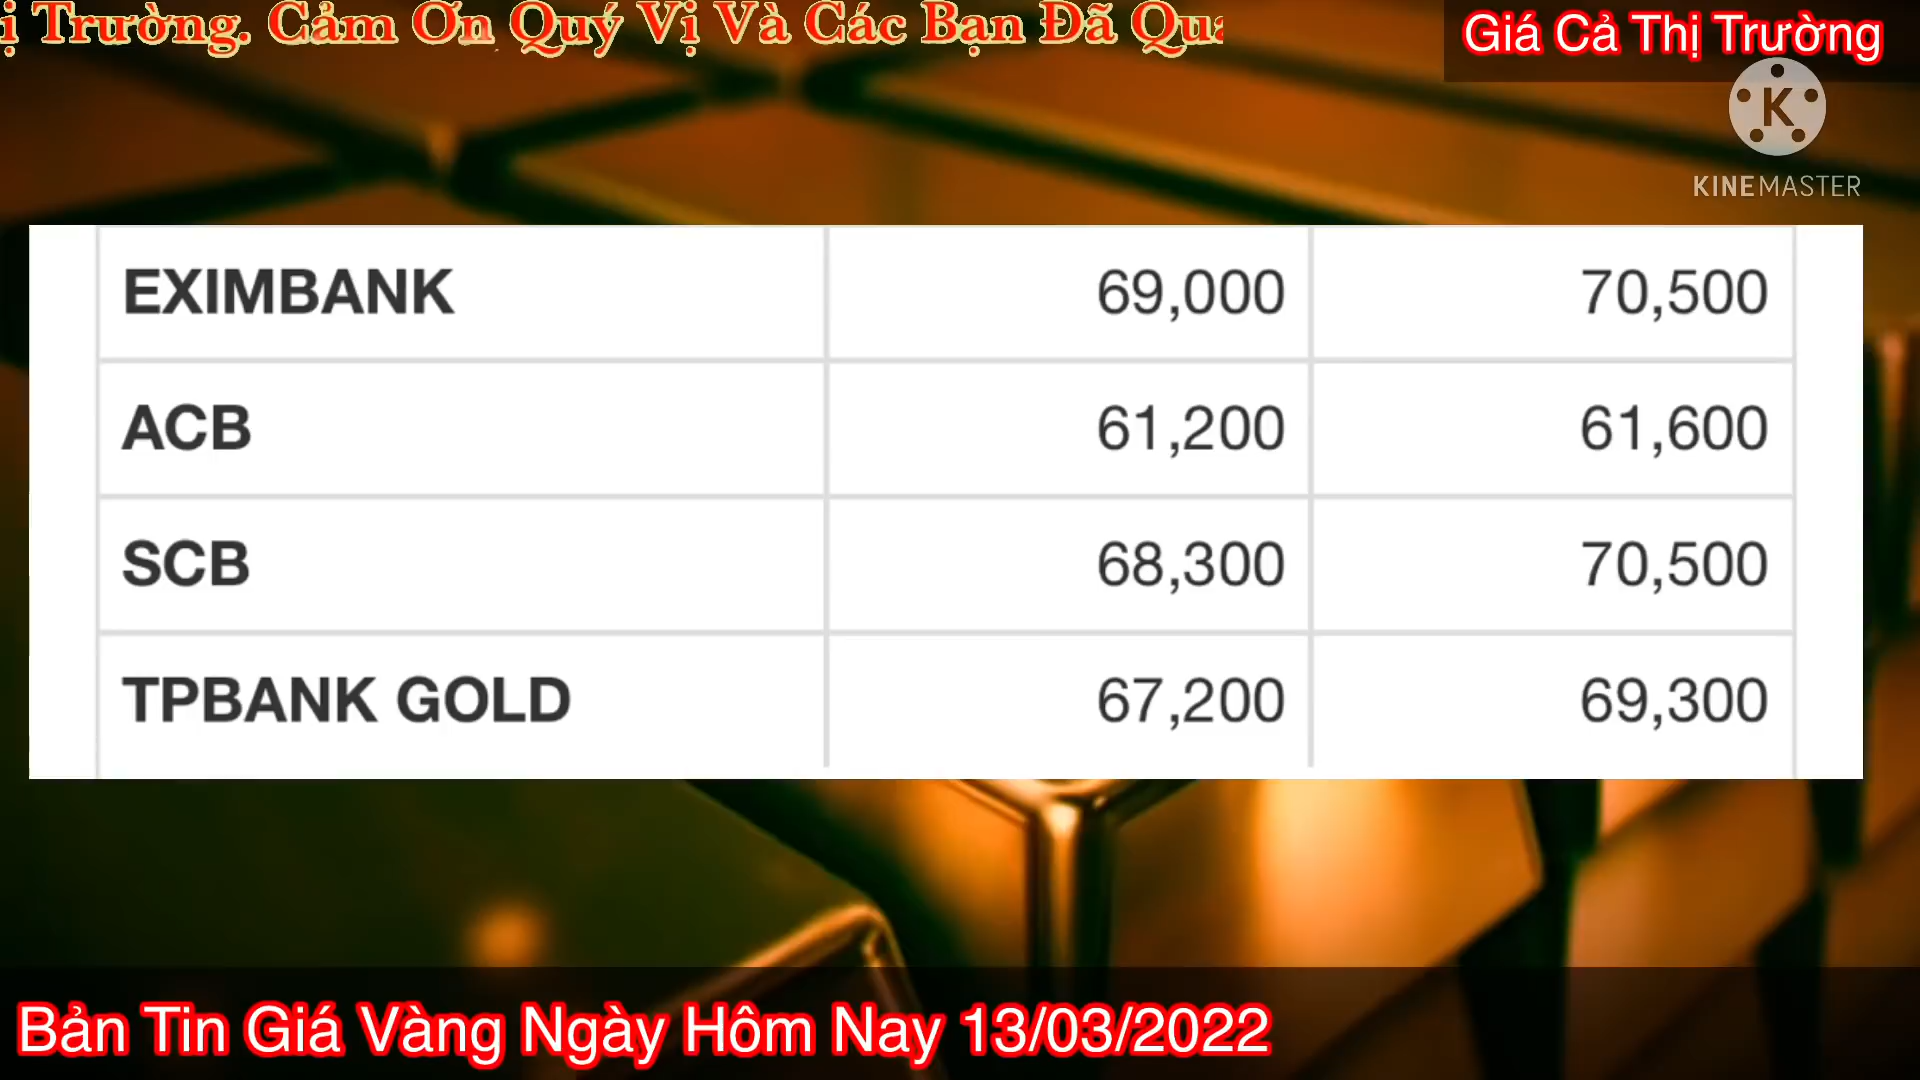 ị Trường. Cảm Ơn Quý Vị Và Các Bạn Đã Qua
Giá Cả Thị Trường
K
KINEMASTER
EXIMBANK 69,000 70,500
ACB 61,200 61,600
SCB 68,300 70,500
TPBANK GOLD 67,200 69,300
Bản Tin Giá Vàng Ngày Hôm Nay 13/03/2022